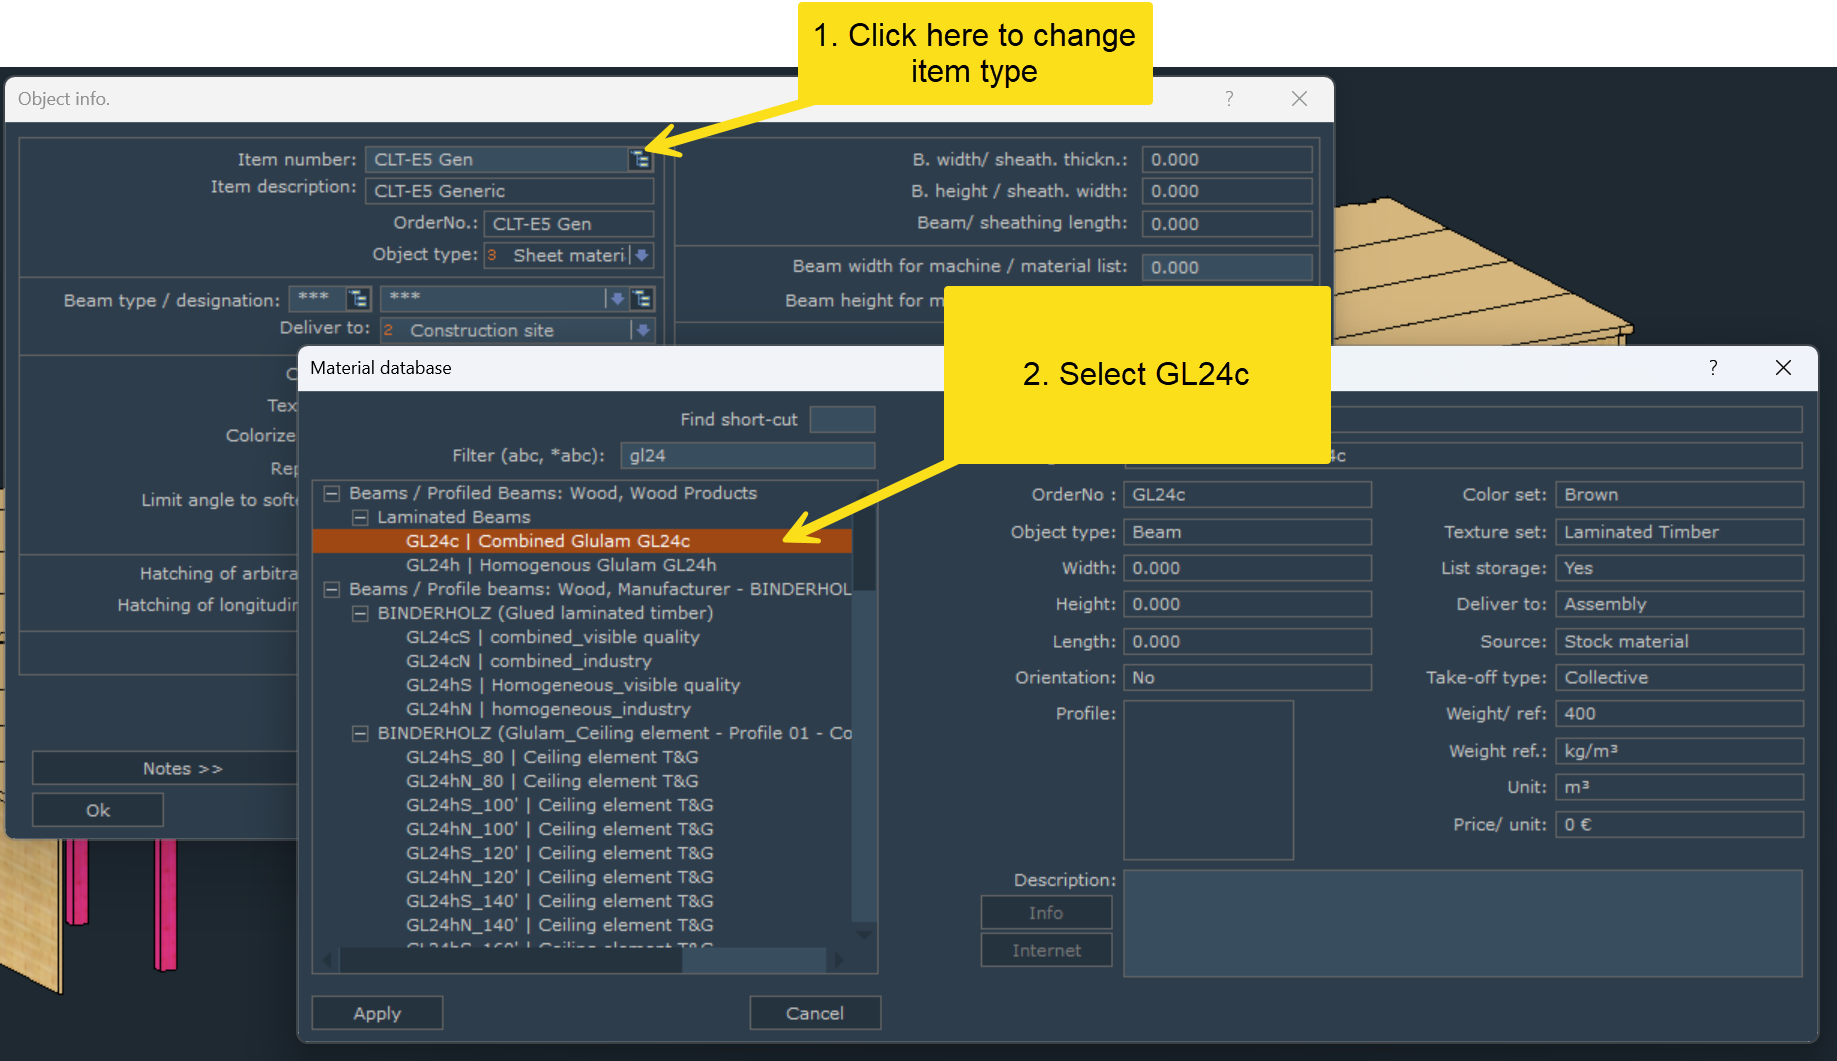 1. Click here to change
item type
Object info.
?
Item number: CLT-E5 Gen
Item description: CLT-E5 Generic
OrderNo.: CLT-E5 Gen
Object type: 3 Sheet materi
Beam type / designation: *** ***
Deliver to: 2 Construction site
B. width/ sheath. thickn.: 0.000
B. height / sheath. width: 0.000
Beam/ sheathing length: 0.000
Beam width for machine / material list: 0.000
Beam height for m
Colorize
Limit angle to softe
Hatching of arbitra
Hatching of longitudin
Notes >>
Ok
2. Select GL24c
Material database
?
Find short-cut
Filter (abc, *abc): gl24
Beams / Profiled Beams: Wood, Wood Products
Laminated Beams
GL24c | Combined Glulam GL24c
GL24h | Homogenous Glulam GL24h
Beams / Profile beams: Wood, Manufacturer - BINDERHOL
BINDERHOLZ (Glued laminated timber)
GL24cS | combined_visible quality
GL24cN | combined_industry
GL24hS | Homogeneous_visible quality
GL24hN | homogeneous_industry
BINDERHOLZ (Glulam_Ceiling element - Profile 01 - Co
GL24hS_80 | Ceiling element T&G
GL24hN_80 | Ceiling element T&G
GL24hS_100' | Ceiling element T&G
GL24hN_100' | Ceiling element T&G
GL24hS_120' | Ceiling element T&G
GL24hN_120' | Ceiling element T&G
GL24hS_140' | Ceiling element T&G
GL24hN_140' | Ceiling element T&G
GL24hS_160' | Ceiling element T&G
Apply
Cancel
4c
OrderNo : GL24c
Object type: Beam
Width: 0.000
Height: 0.000
Length: 0.000
Orientation: No
Profile:
Color set: Brown
Texture set: Laminated Timber
List storage: Yes
Deliver to: Assembly
Source: Stock material
Take-off type: Collective
Weight/ ref: 400
Weight ref.: kg/m³
Unit: m³
Price/ unit: 0 €
Description:
Info
Internet